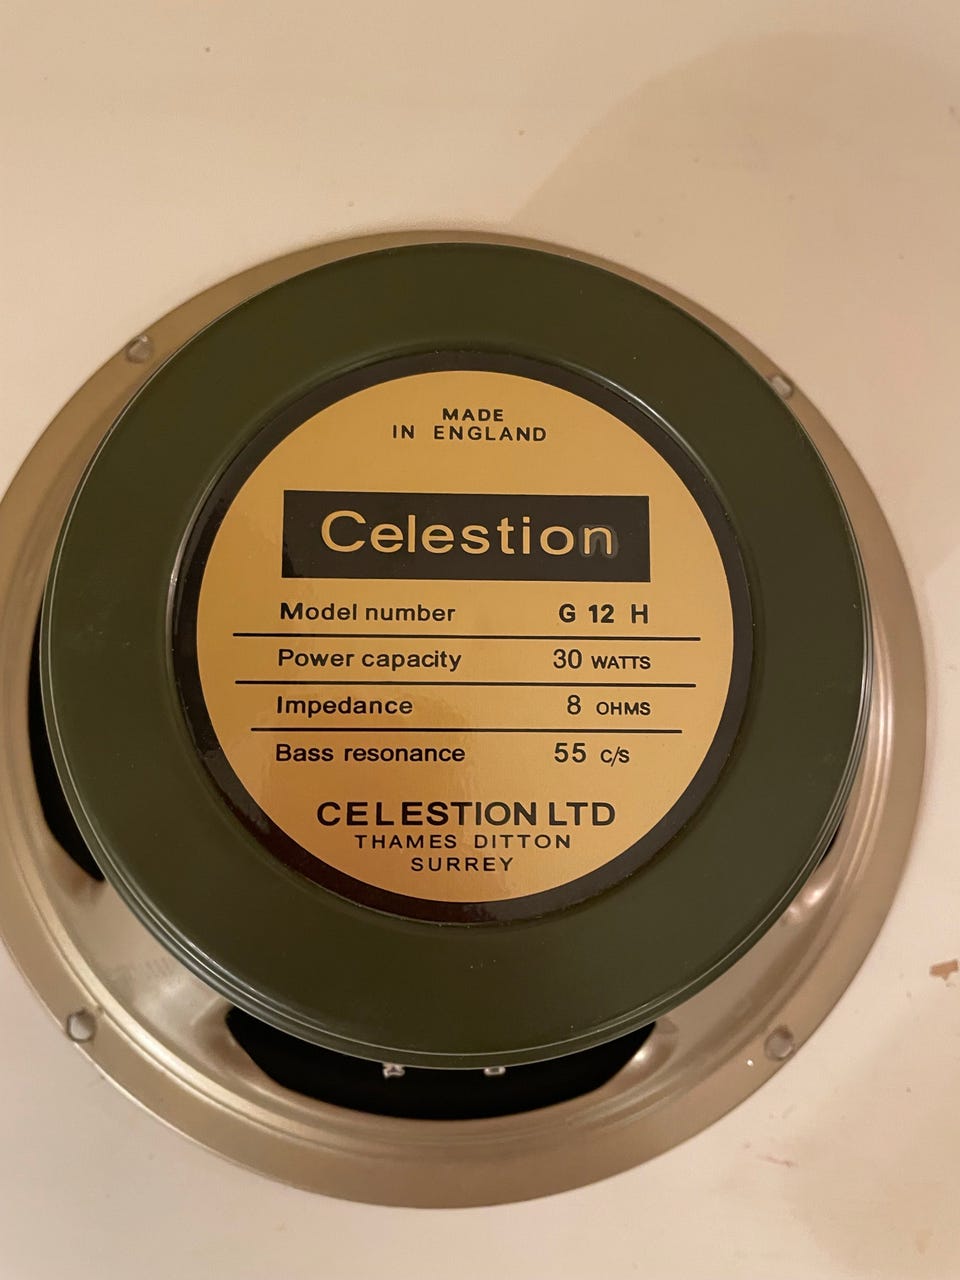 MADE
IN ENGLAND
Celestion
Model number G 12 H
Power capacity 30 WATTS
Impedance 8 OHMS
Bass resonance 55 c/s
CELESTION LTD
THAMES DITTON
SURREY